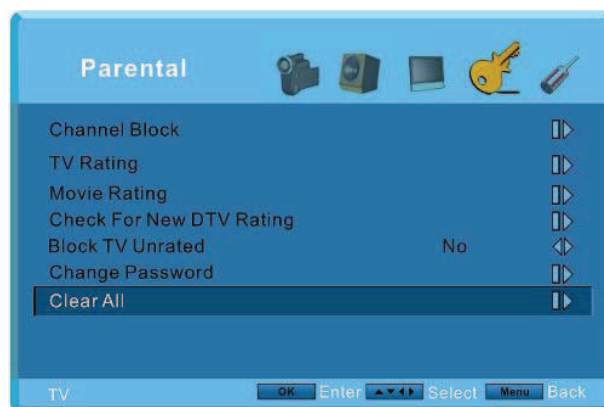 Parental
Channel Block
TV Rating
Movie Rating
Check For New DTV Rating
Block TV Unrated No
Change Password
Clear All
TV OK Enter Select Menu Back